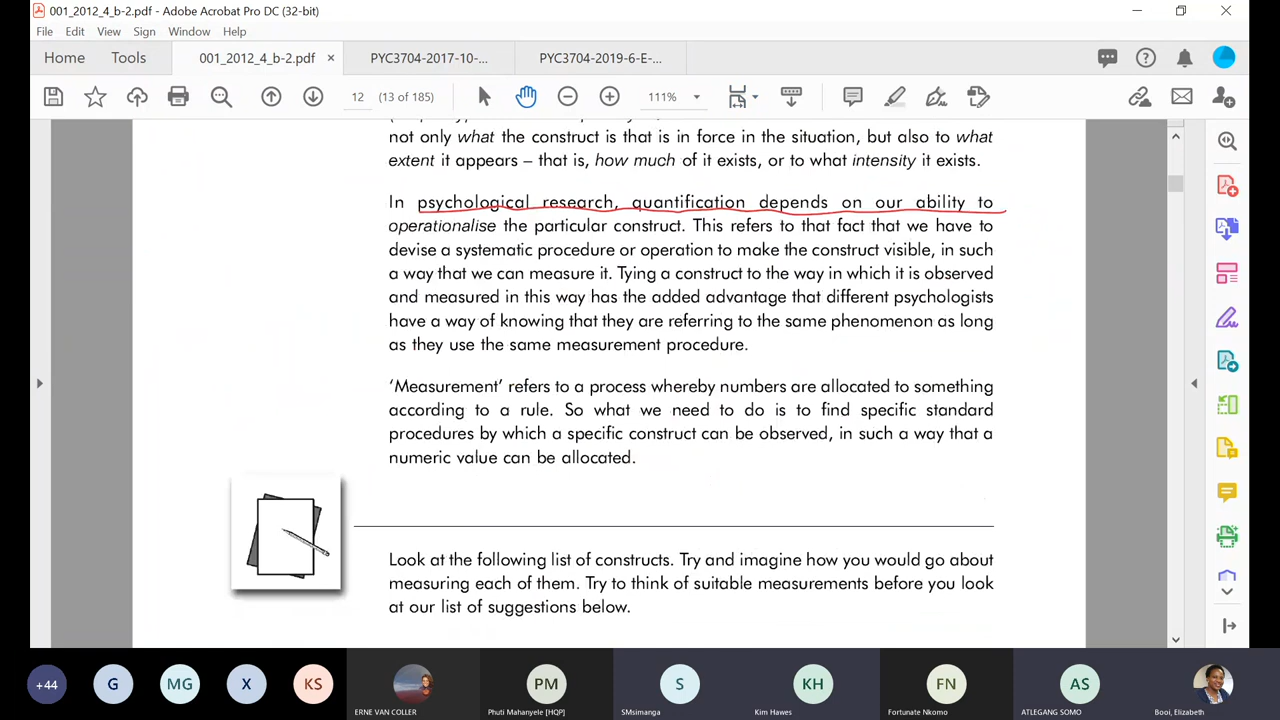 001_2012_4_b-2.pdf - Adobe Acrobat Pro DC (32-bit)
File Edit View Sign Window Help
Home Tools 001_2012_4_b-2.pdf × PYC3704-2017-10-... PYC3704-2019-6-E-...
12 (13 of 185) 111%
not only what the construct is that is in force in the situation, but also to what
extent it appears – that is, how much of it exists, or to what intensity it exists.
In psychological research, quantification depends on our ability to
operationalise the particular construct. This refers to that fact that we have to
devise a systematic procedure or operation to make the construct visible, in such
a way that we can measure it. Tying a construct to the way in which it is observed
and measured in this way has the added advantage that different psychologists
have a way of knowing that they are referring to the same phenomenon as long
as they use the same measurement procedure.
‘Measurement’ refers to a process whereby numbers are allocated to something
according to a rule. So what we need to do is to find specific standard
procedures by which a specific construct can be observed, in such a way that a
numeric value can be allocated.
Look at the following list of constructs. Try and imagine how you would go about
measuring each of them. Try to think of suitable measurements before you look
at our list of suggestions below.
+44 G MG X KS PM S KH FN AS
ERNE VAN COLLER Phuti Mahanyele [HQP] SMsimanga Kim Hawes Fortunate Nkomo ATLEGANG SOMO Booi, Elizabeth